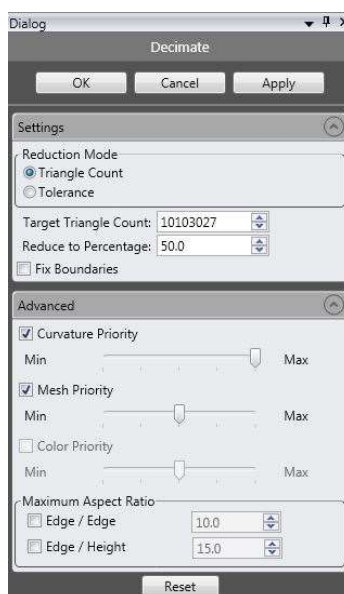 Dialog
Decimate
OK Cancel Apply
Settings
Reduction Mode
Triangle Count
Tolerance
Target Triangle Count: 10103027
Reduce to Percentage: 50.0
Fix Boundaries
Advanced
Curvature Priority
Min Max
Mesh Priority
Min Max
Color Priority
Min Max
Maximum Aspect Ratio
Edge / Edge 10.0
Edge / Height 15.0
Reset